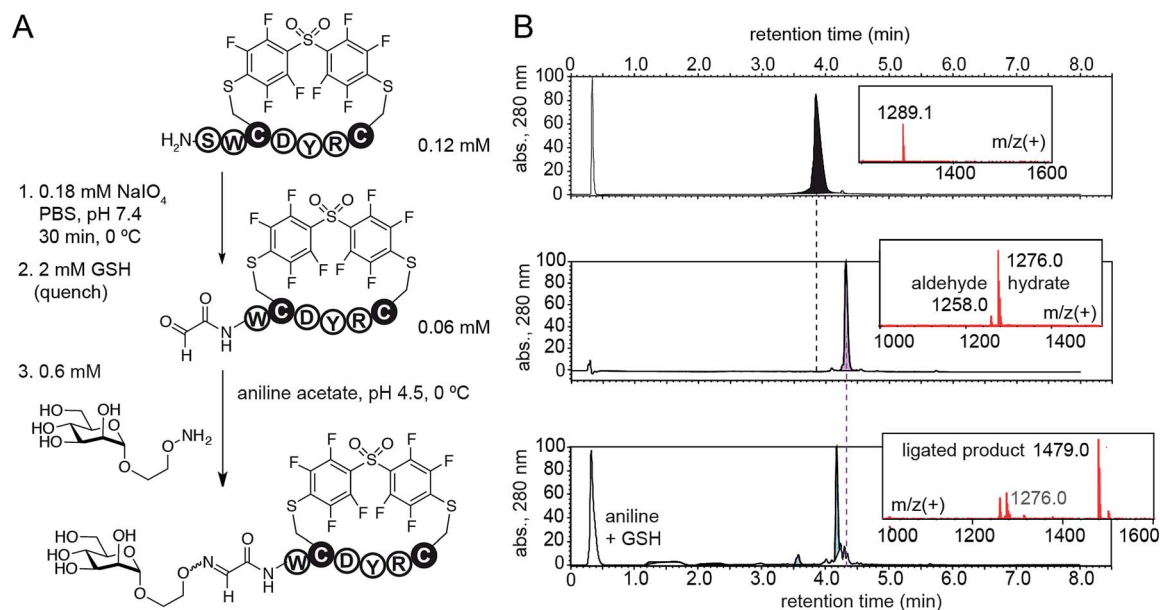 A
F F O O F F
S
F F
F F F F
S S
H₂N S W C D Y R C 0.12 mM
1. 0.18 mM NaIO₄
PBS, pH 7.4
30 min, 0 ºC
2. 2 mM GSH
(quench)
F F O O F F
S
F F
F F F F
S S
O
O N H
H
W C D Y R C 0.06 mM
3. 0.6 mM
aniline acetate, pH 4.5, 0 ºC
HO OH
HO
HO O
O
O NH₂
F F O O F F
S
F F
F F F F
S S
HO OH
HO
HO O
O
O N O
H N
H
W C D Y R C
B
retention time (min)
0 1.0 2.0 3.0 4.0 5.0 6.0 7.0 8.0
abs., 280 nm
100
80
60
40
20
0
1289.1
m/z(+)
1400 1600
abs., 280 nm
100
80
60
40
20
0
aldehyde 1276.0
1258.0 hydrate
m/z(+)
1000 1200 1400
abs., 280 nm
100
80
60
40
20
0
aniline
+ GSH
ligated product 1479.0
m/z(+) 1276.0
1000 1200 1400 1600
0 1.0 2.0 3.0 4.0 5.0 6.0 7.0 8.0
retention time (min)